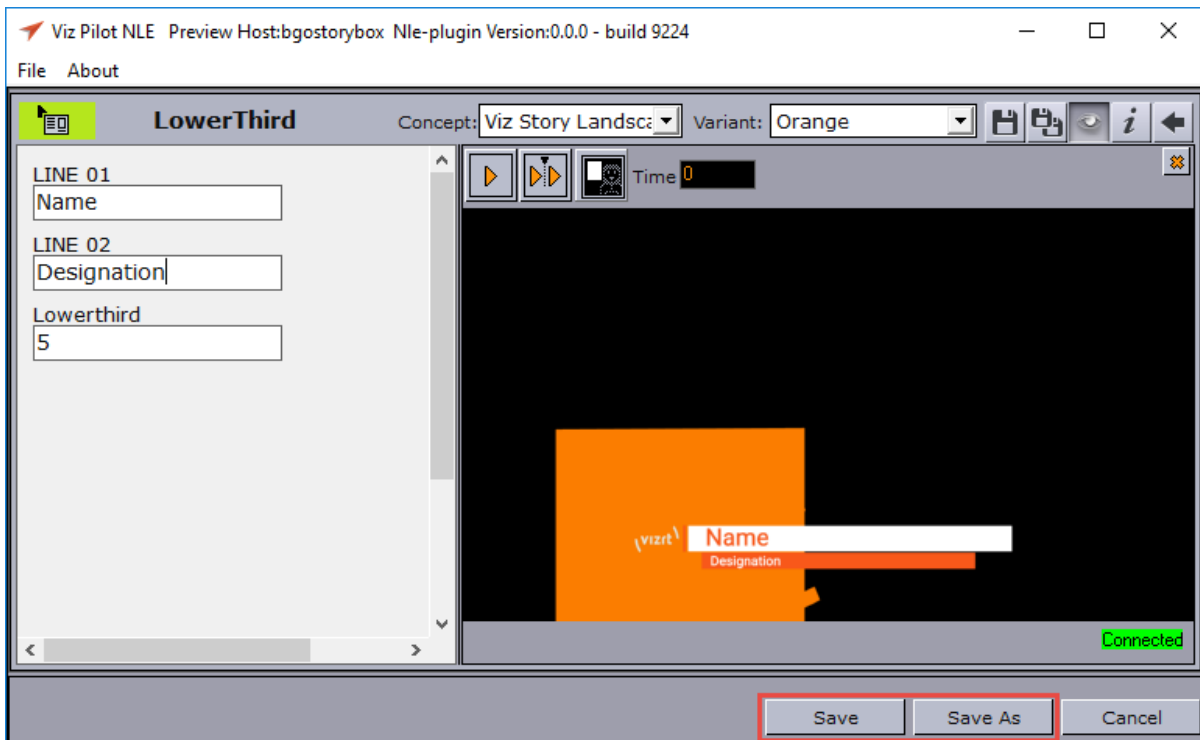 Viz Pilot NLE Preview Host:bgostorybox Nle-plugin Version:0.0.0 - build 9224
File About
LowerThird Concept: Viz Story Landsca Variant: Orange i
LINE 01
Name
LINE 02
Designation
Lowerthird
5
Time 0
\vizrt\ Name
Designation
Connected
Save Save As Cancel